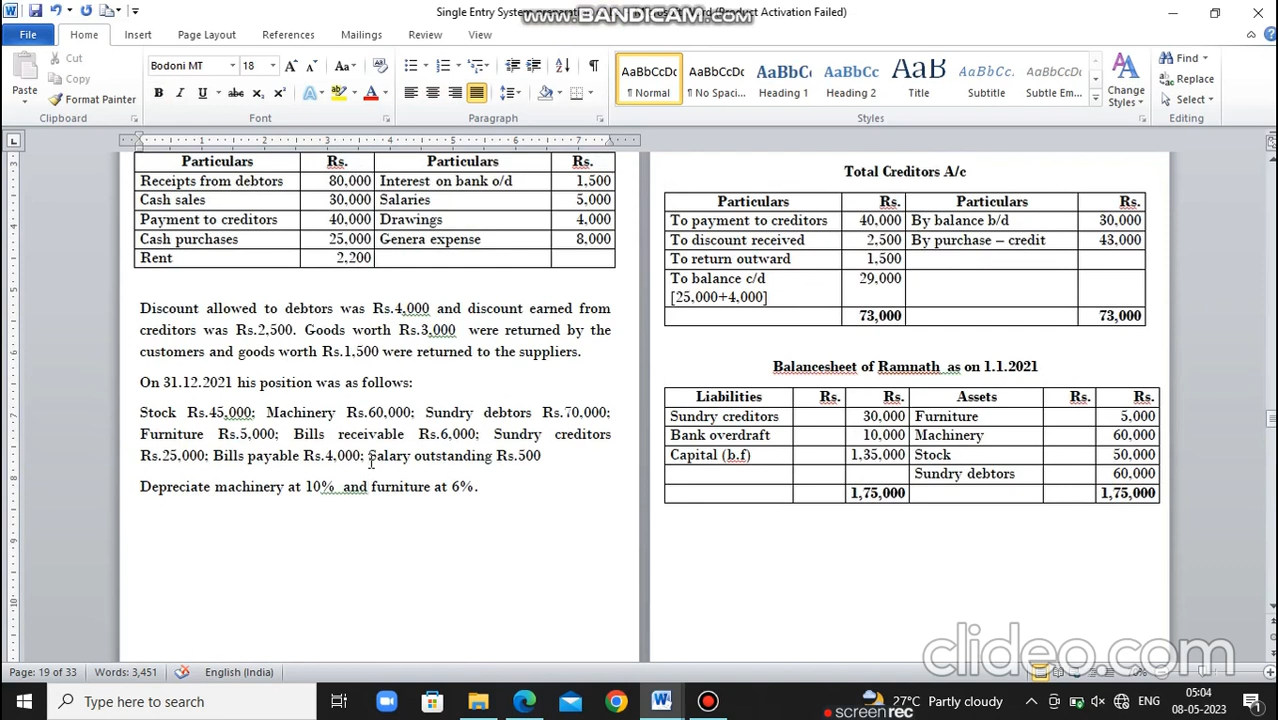 Single Entry System
(Product Activation Failed)
www.BANDICAM.com
File Home Insert Page Layout References Mailings Review View
Cut
Copy
Format Painter
Paste
Clipboard
Bodoni MT 18
B I U abc x₂ x²
Font
Paragraph
AaBbCcDc AaBbCcDc AaBbC AaBbCc AaB AaBbCcL AaBbCcDc
¶ Normal ¶ No Spaci... Heading 1 Heading 2 Title Subtitle Subtle Em...
Styles
Change Styles
Find
Replace
Select
Editing
Particulars Rs. Particulars Rs.
Receipts from debtors 80,000 Interest on bank o/d 1,500
Cash sales 30,000 Salaries 5,000
Payment to creditors 40,000 Drawings 4,000
Cash purchases 25,000 Genera expense 8,000
Rent 2,200
Discount allowed to debtors was Rs.4,000 and discount earned from
creditors was Rs.2,500. Goods worth Rs.3,000 were returned by the
customers and goods worth Rs.1,500 were returned to the suppliers.
On 31.12.2021 his position was as follows:
Stock Rs.45,000; Machinery Rs.60,000; Sundry debtors Rs.70,000;
Furniture Rs.5,000; Bills receivable Rs.6,000; Sundry creditors
Rs.25,000; Bills payable Rs.4,000; Salary outstanding Rs.500
Depreciate machinery at 10% and furniture at 6%.
Total Creditors A/c
Particulars Rs. Particulars Rs.
To payment to creditors 40,000 By balance b/d 30,000
To discount received 2,500 By purchase – credit 43,000
To return outward 1,500
To balance c/d 29,000
[25,000+4,000]
73,000 73,000
Balancesheet of Ramnath as on 1.1.2021
Liabilities Rs. Rs. Assets Rs. Rs.
Sundry creditors 30,000 Furniture 5,000
Bank overdraft 10,000 Machinery 60,000
Capital (b.f) 1,35,000 Stock 50,000
Sundry debtors 60,000
1,75,000 1,75,000
clideo.com
Page: 19 of 33 Words: 3,451 English (India)
Type here to search
27°C Partly cloudy
ENG
05:04
08-05-2023
screenrec